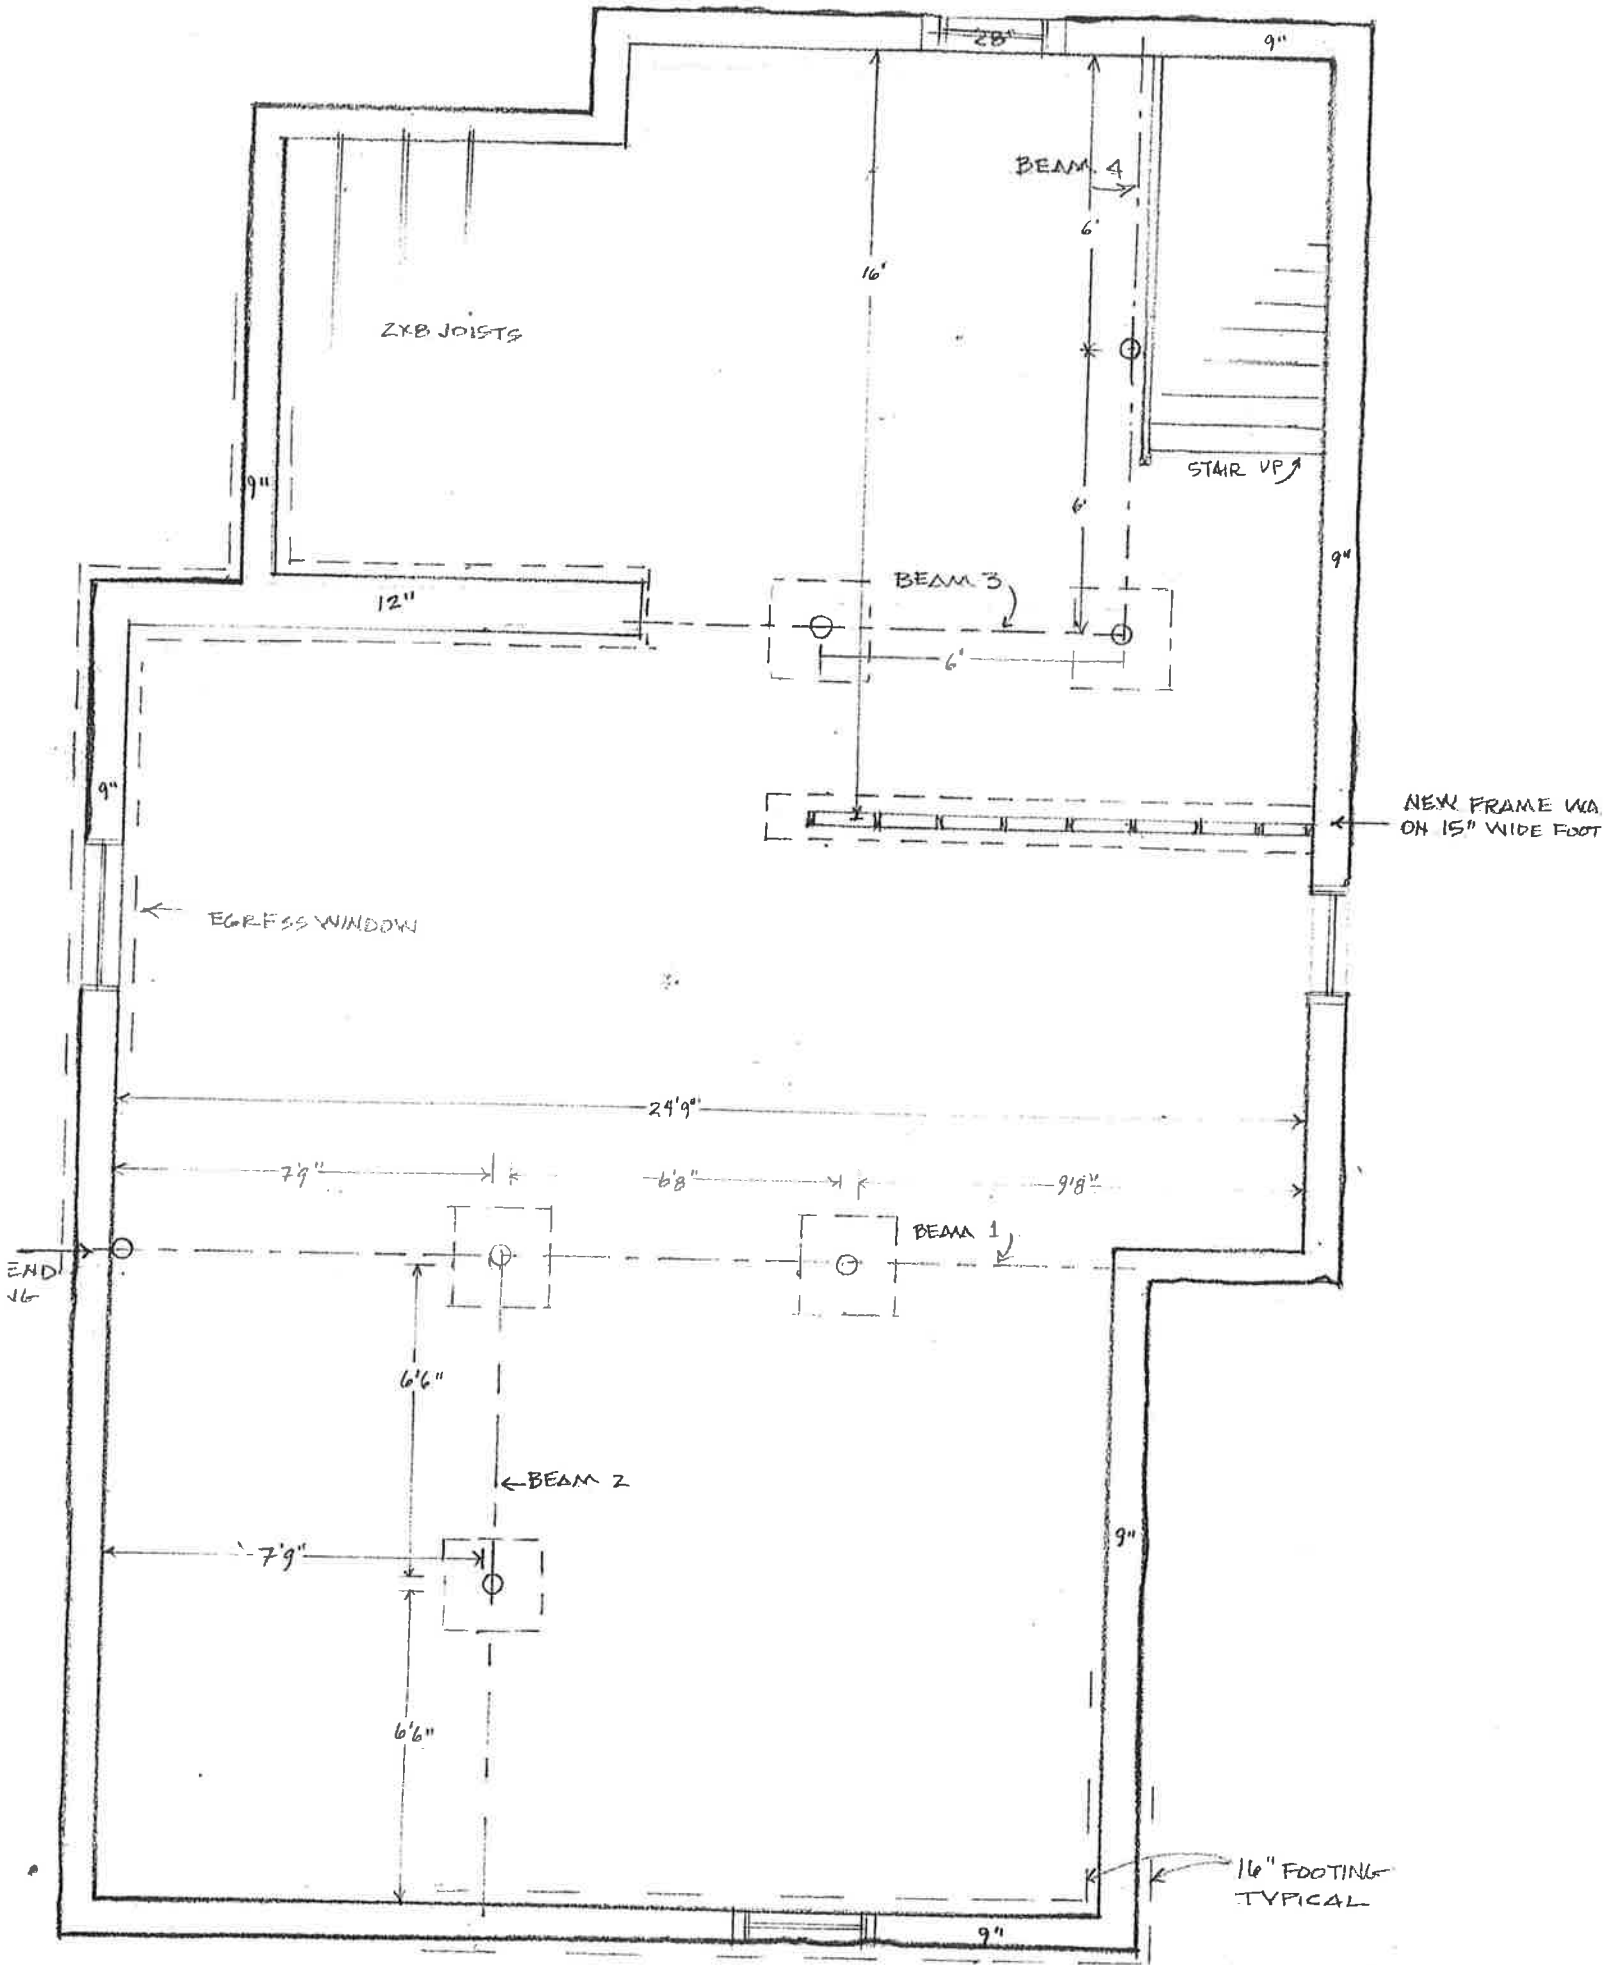 28"
9"
BEAM 4
6'
16'
2X8 JOISTS
STAIR UP
9"
6'
9"
BEAM 3
12"
6'
9"
NEW FRAME WA
ON 15" WIDE FOOT
EGRESS WINDOW
24'9"
7'9"
6'8"
9'8"
BEAM 1
END
NG
6'6"
BEAM 2
9"
7'9"
6'6"
16" FOOTING
TYPICAL
9"